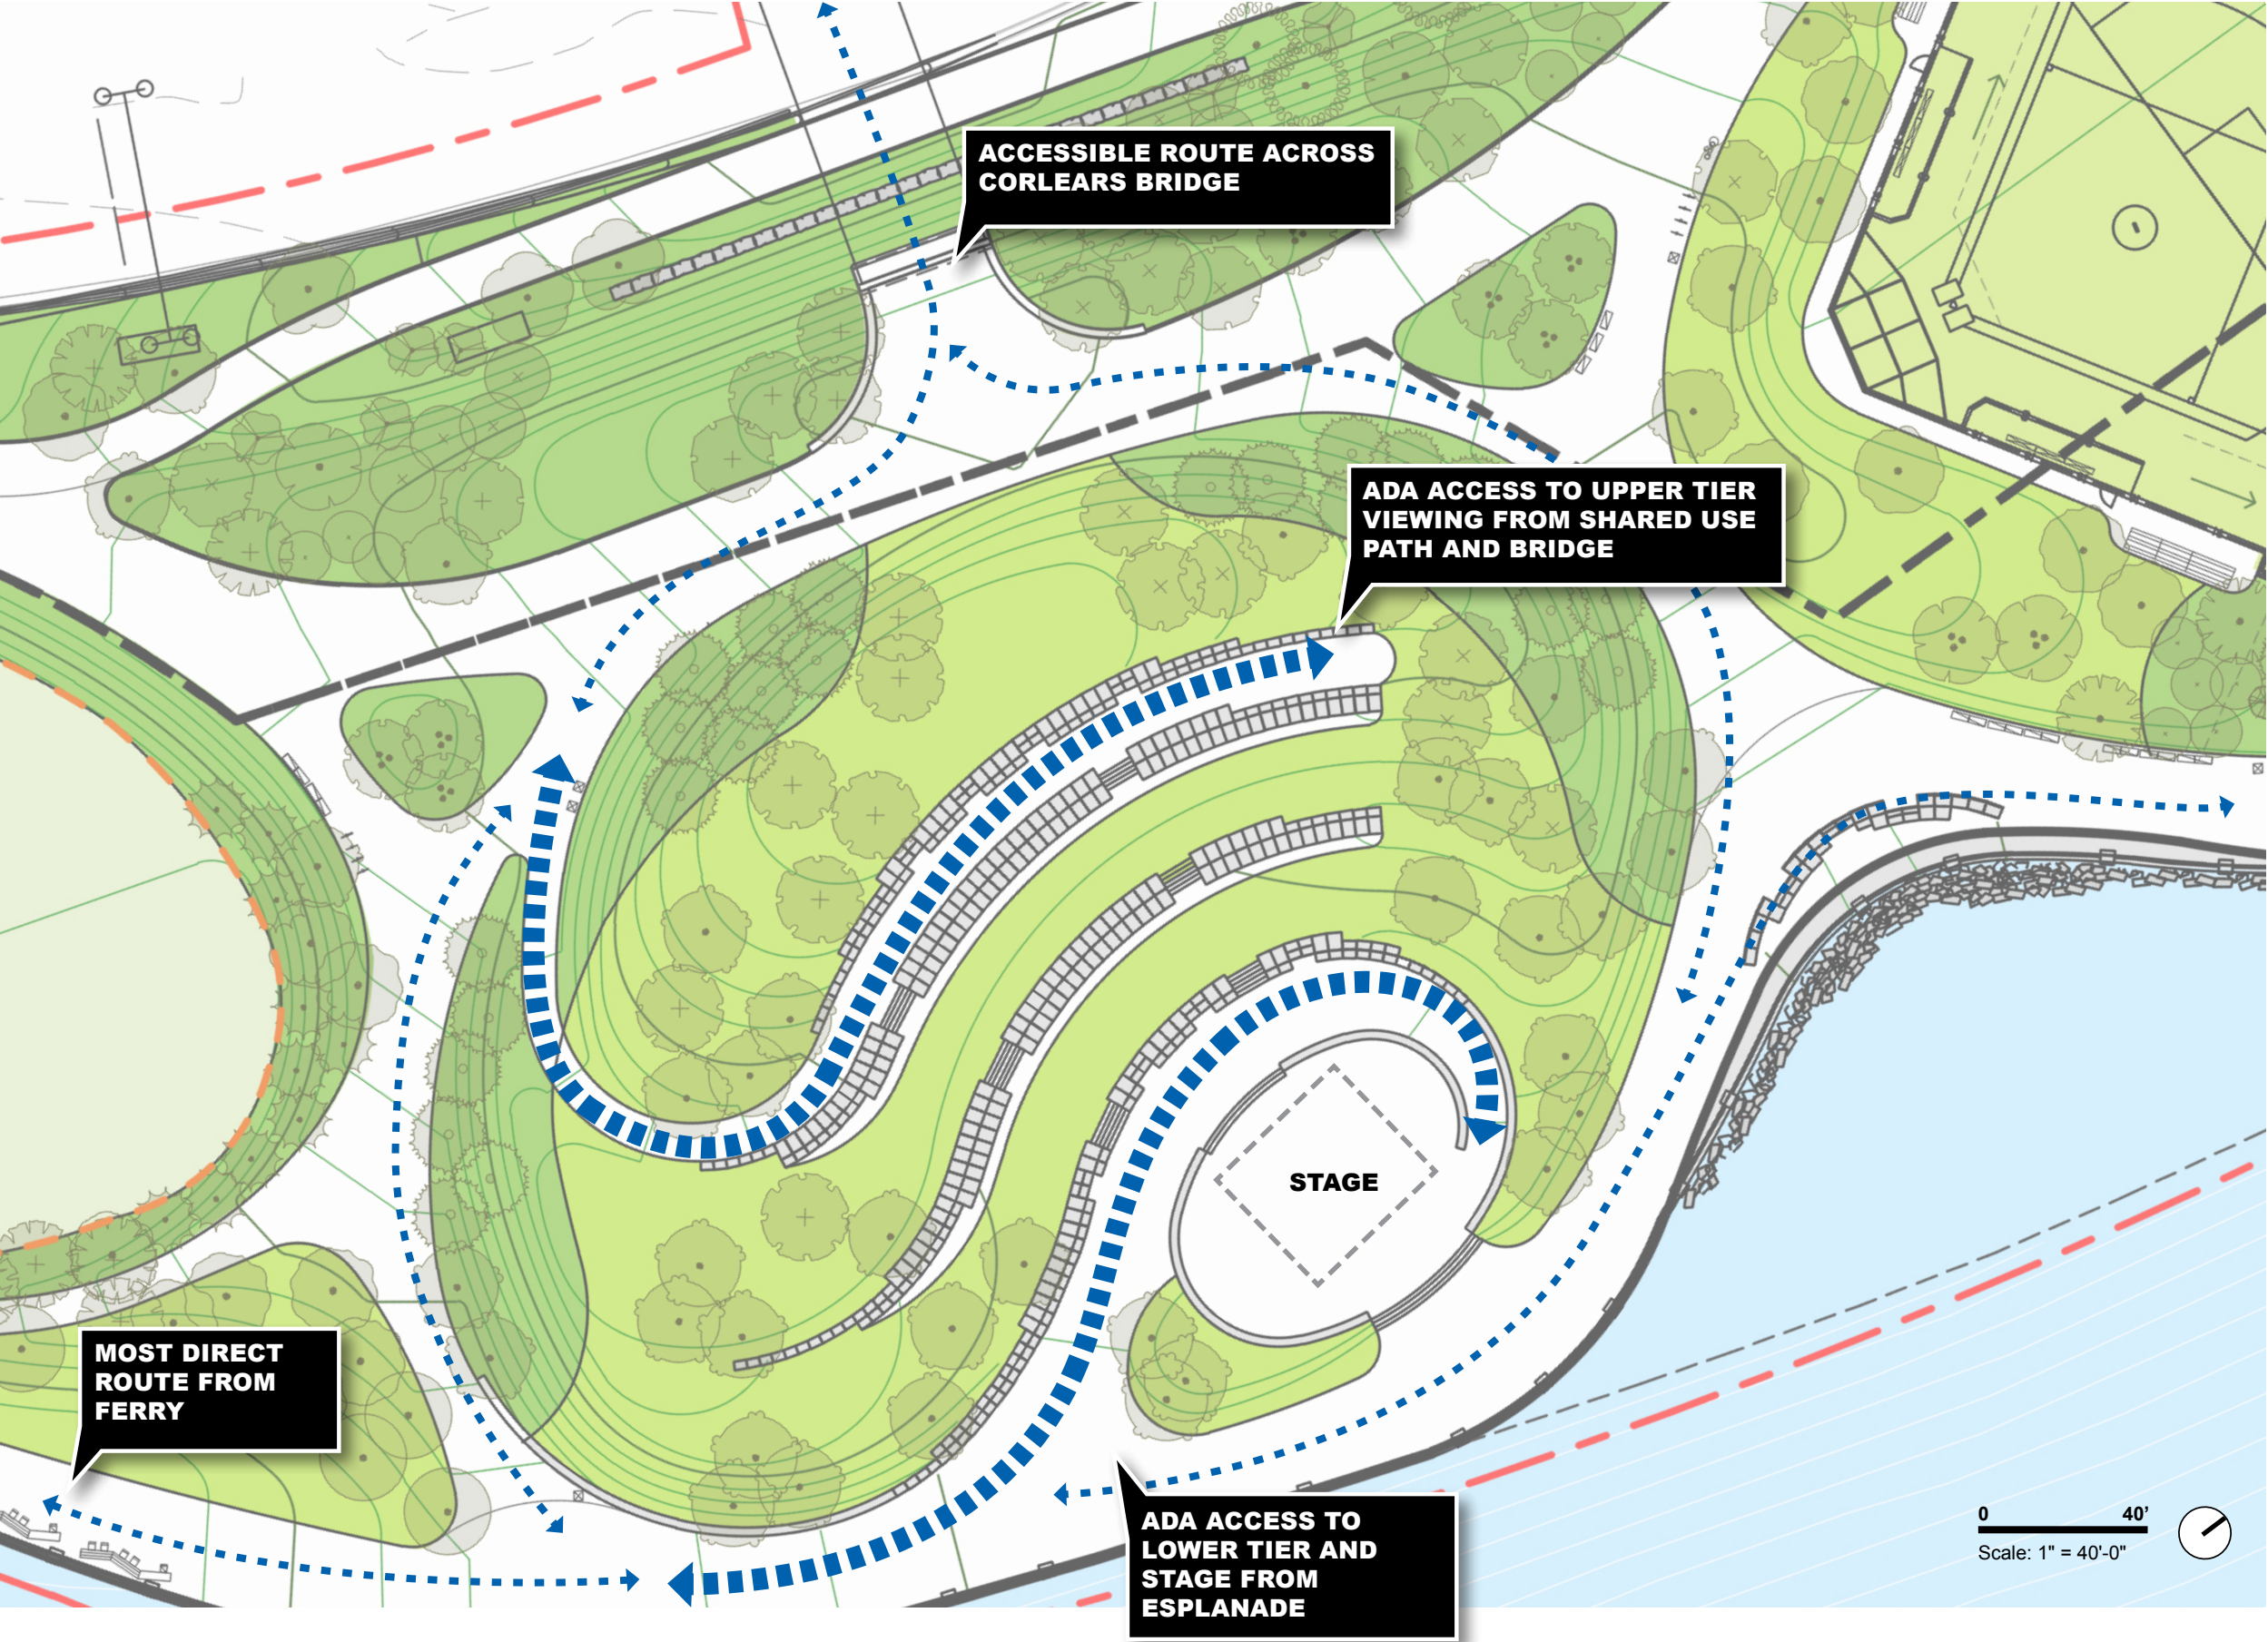 ACCESSIBLE ROUTE ACROSS
CORLEARS BRIDGE
ADA ACCESS TO UPPER TIER
VIEWING FROM SHARED USE
PATH AND BRIDGE
STAGE
MOST DIRECT
ROUTE FROM
FERRY
ADA ACCESS TO
LOWER TIER AND
STAGE FROM
ESPLANADE
0 40'
Scale: 1" = 40'-0"